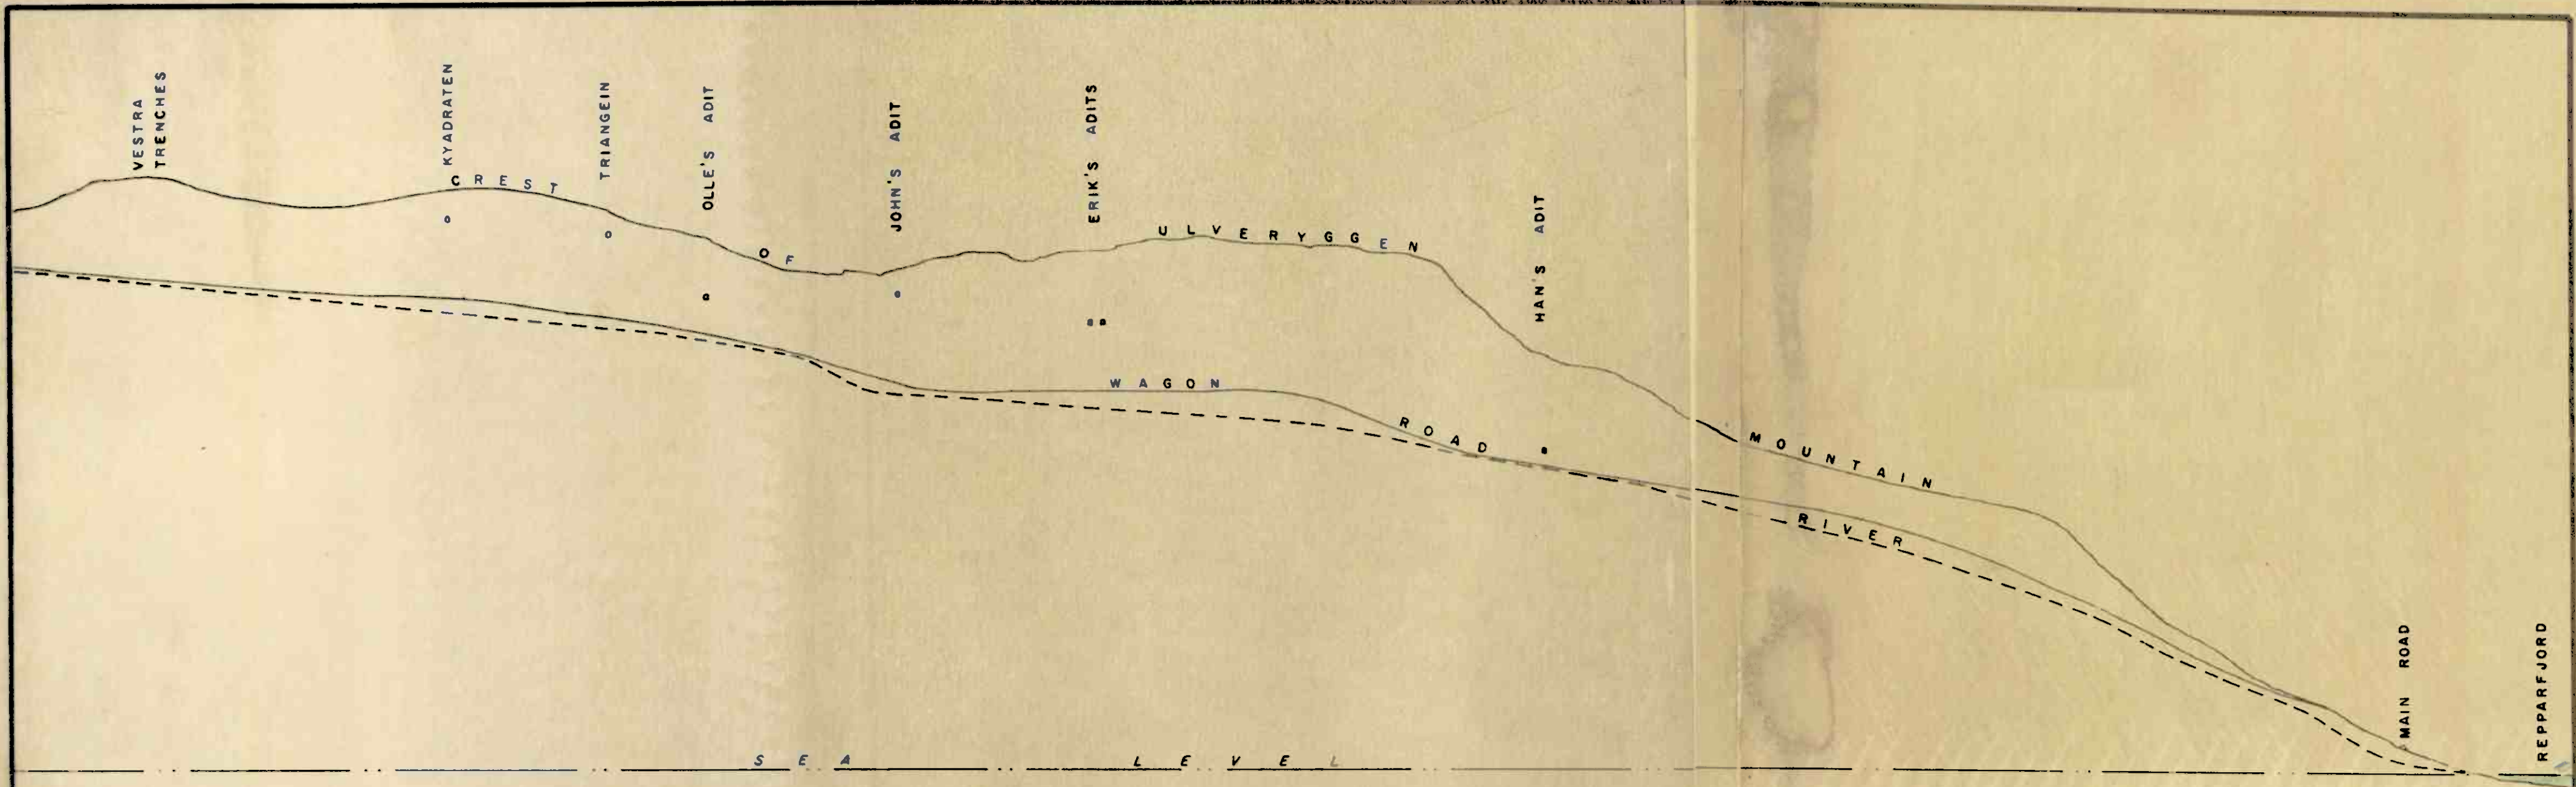 VESTRA
TRENCHES
KYADRATEN
TRIANGEIN
OLLE'S ADIT
JOHN'S ADIT
ERIK'S ADITS
HAN'S ADIT
CREST OF ULVERYGGEN MOUNTAIN
WAGON ROAD
RIVER
MAIN ROAD
REPPARFJORD
SEA LEVEL